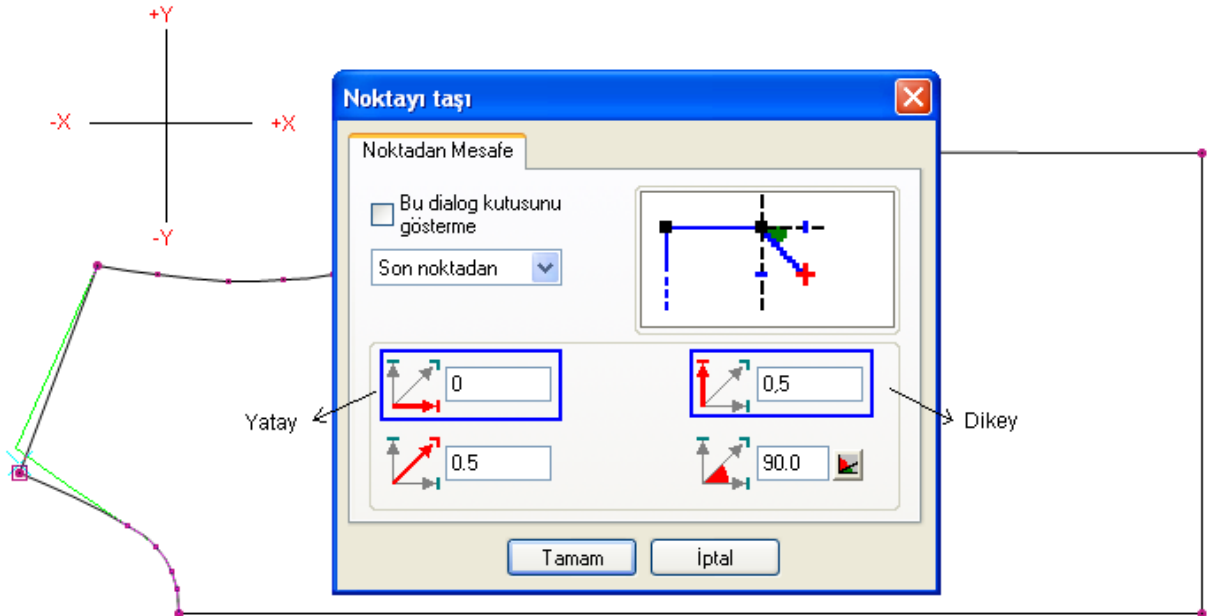 +Y
-X
+X
-Y
Noktayı taşı
Noktadan Mesafe
Bu dialog kutusunu
gösterme
Son noktadan
0
0,5
Yatay
Dikey
0.5
90.0
Tamam
İptal